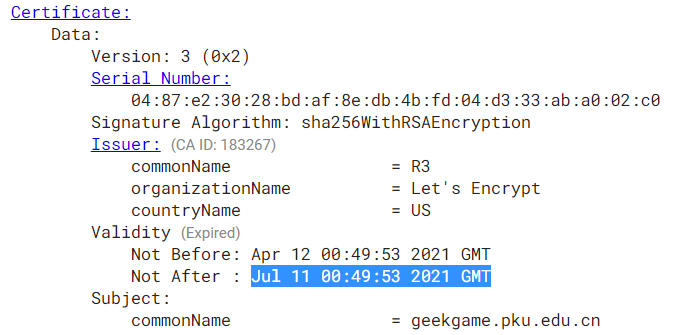 Certificate:
Data:
Version: 3 (0x2)
Serial Number:
04:87:e2:30:28:bd:af:8e:db:4b:fd:04:d3:33:ab:a0:02:c0
Signature Algorithm: sha256WithRSAEncryption
Issuer: (CA ID: 183267)
commonName = R3
organizationName = Let's Encrypt
countryName = US
Validity (Expired)
Not Before: Apr 12 00:49:53 2021 GMT
Not After : Jul 11 00:49:53 2021 GMT
Subject:
commonName = geekgame.pku.edu.cn